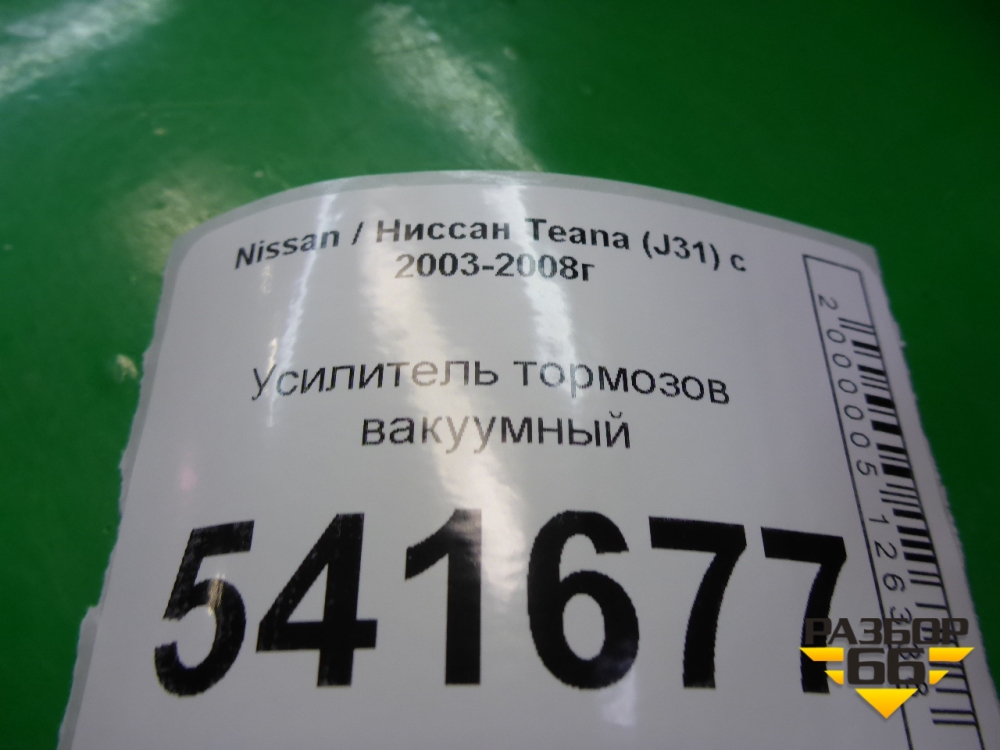 Nissan / Ниссан Teana (J31) с
2003-2008г
Усилитель тормозов
вакуумный
541677
РАЗБОР
66